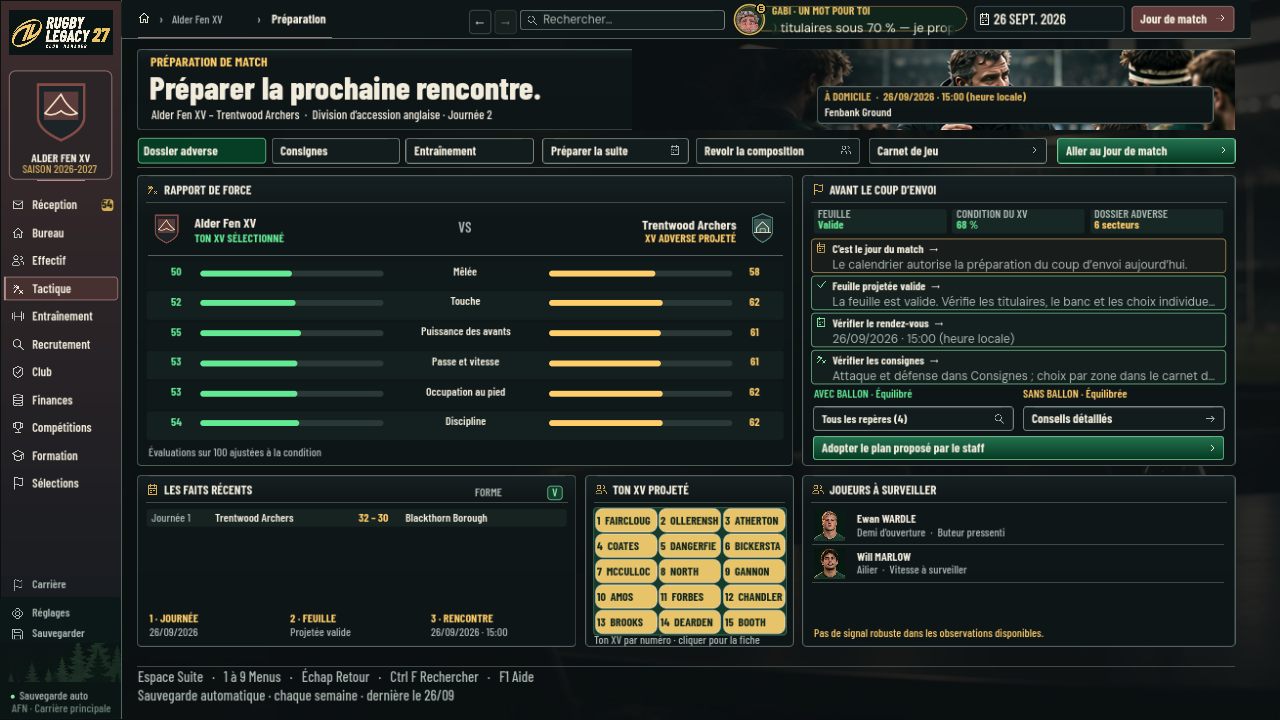 RUGBY
LEGACY 27
CLUB MANAGER
Alder Fen XV
Préparation
Rechercher...
GABI · UN MOT POUR TOI
titulaires sous 70 % — je prop
26 SEPT. 2026
Jour de match
ALDER FEN XV
SAISON 2026-2027
Réception
54
Bureau
Effectif
Tactique
Entraînement
Recrutement
Club
Finances
Compétitions
Formation
Sélections
Carrière
Réglages
Sauvegarder
Sauvegarde auto
AFN · Carrière principale
PRÉPARATION DE MATCH
Préparer la prochaine rencontre.
Alder Fen XV – Trentwood Archers · Division d'accession anglaise · Journée 2
À DOMICILE · 26/09/2026 · 15:00 (heure locale)
Fenbank Ground
Dossier adverse
Consignes
Entraînement
Préparer la suite
Revoir la composition
Carnet de jeu
Aller au jour de match
RAPPORT DE FORCE
Alder Fen XV
TON XV SÉLECTIONNÉ
VS
Trentwood Archers
XV ADVERSE PROJETÉ
50 Mêlée 58
52 Touche 62
55 Puissance des avants 61
53 Passe et vitesse 61
53 Occupation au pied 62
54 Discipline 62
Évaluations sur 100 ajustées à la condition
AVANT LE COUP D'ENVOI
FEUILLE
Valide
CONDITION DU XV
68 %
DOSSIER ADVERSE
6 secteurs
C'est le jour du match →
Le calendrier autorise la préparation du coup d'envoi aujourd'hui.
Feuille projetée valide →
La feuille est valide. Vérifie les titulaires, le banc et les choix individue...
Vérifier le rendez-vous →
26/09/2026 · 15:00 (heure locale)
Vérifier les consignes →
Attaque et défense dans Consignes ; choix par zone dans le carnet d...
AVEC BALLON · Équilibré
SANS BALLON · Équilibrée
Tous les repères (4)
Conseils détaillés
Adopter le plan proposé par le staff
LES FAITS RÉCENTS
FORME
V
Journée 1 Trentwood Archers 32 – 30 Blackthorn Borough
1 · JOURNÉE
26/09/2026
2 · FEUILLE
Projetée valide
3 · RENCONTRE
26/09/2026 · 15:00
TON XV PROJETÉ
1 FAIRCLOUG 2 OLLERENSH 3 ATHERTON
4 COATES 5 DANGERFIE 6 BICKERSTA
7 MCCULLOC 8 NORTH 9 GANNON
10 AMOS 11 FORBES 12 CHANDLER
13 BROOKS 14 DEARDEN 15 BOOTH
Ton XV par numéro · cliquer pour la fiche
JOUEURS À SURVEILLER
Ewan WARDLE
Demi d'ouverture · Buteur pressenti
Will MARLOW
Ailier · Vitesse à surveiller
Pas de signal robuste dans les observations disponibles.
Espace Suite · 1 à 9 Menus · Échap Retour · Ctrl F Rechercher · F1 Aide
Sauvegarde automatique · chaque semaine · dernière le 26/09